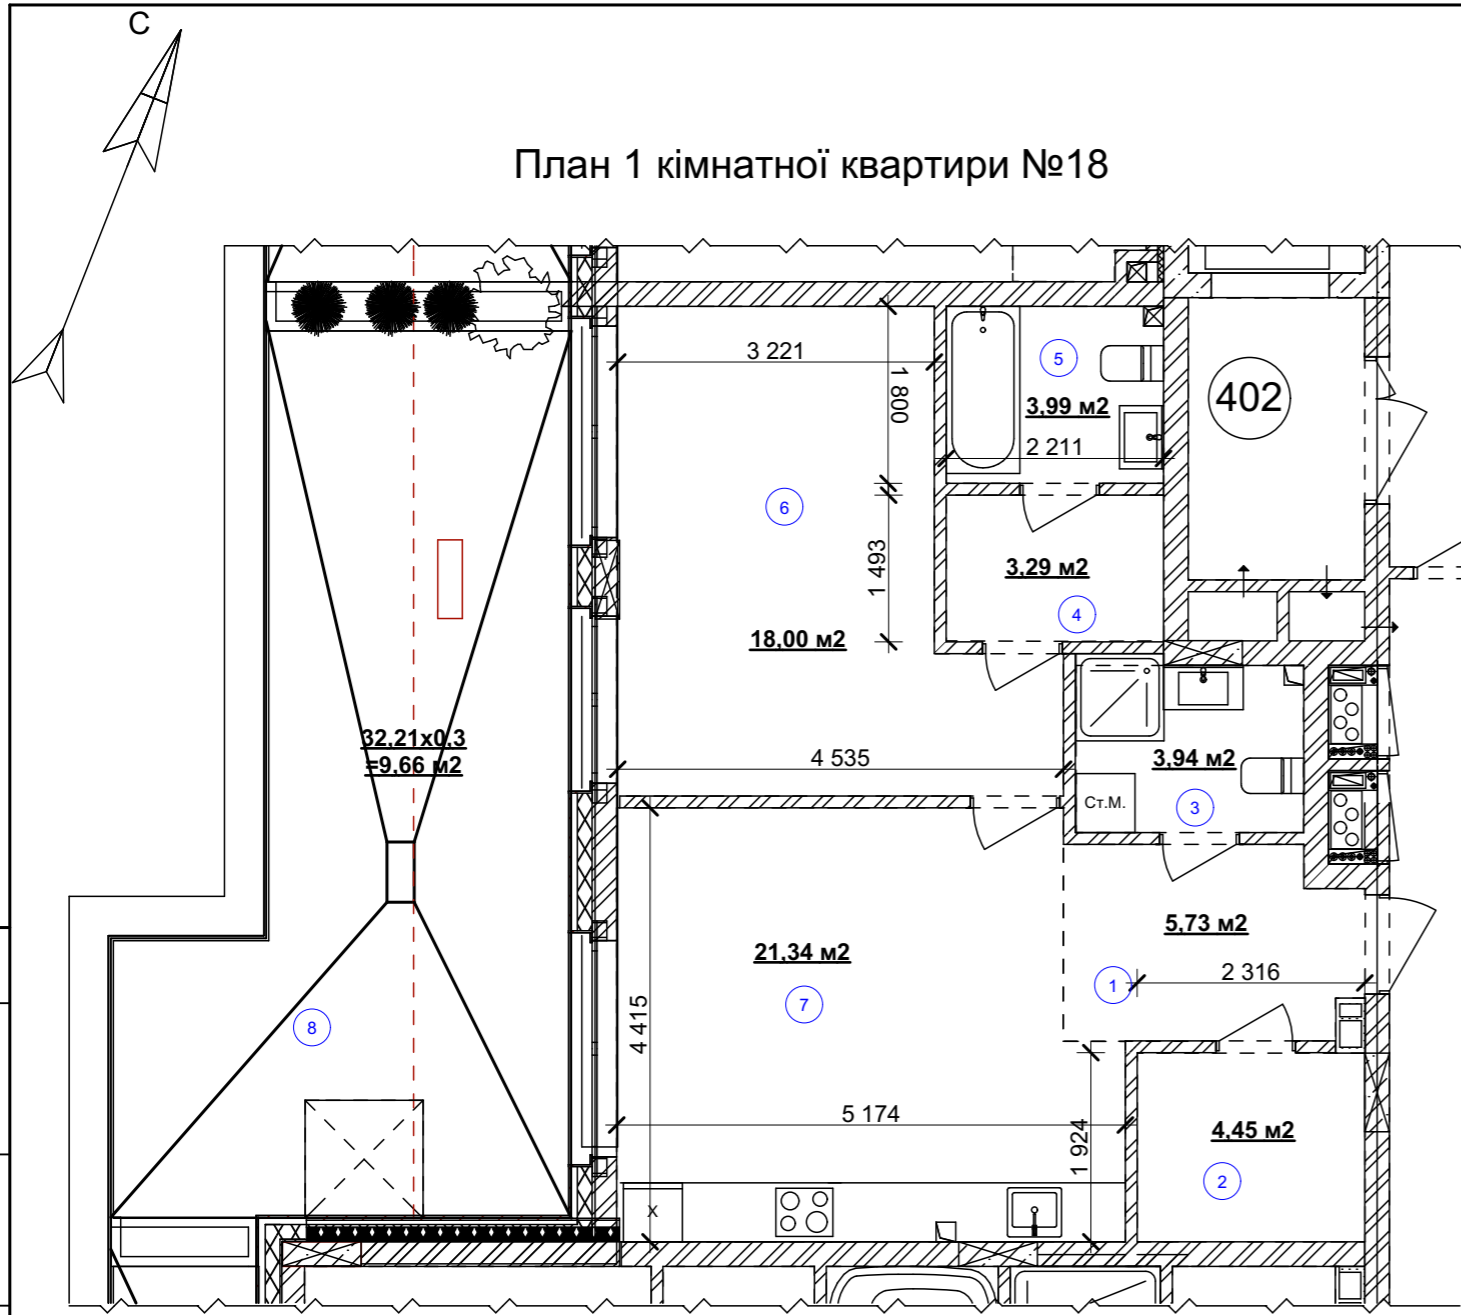 С
План 1 кімнатної квартири №18
3 221
5
1 800
3,99 м2
402
2 211
6
1 493
3,29 м2
4
18,00 м2
32,21х0,3
=9,66 м2
4 535
3,94 м2
Ст.М.
3
5,73 м2
21,34 м2
2 316
1
7
4 415
8
5 174
1 924
4,45 м2
2
х